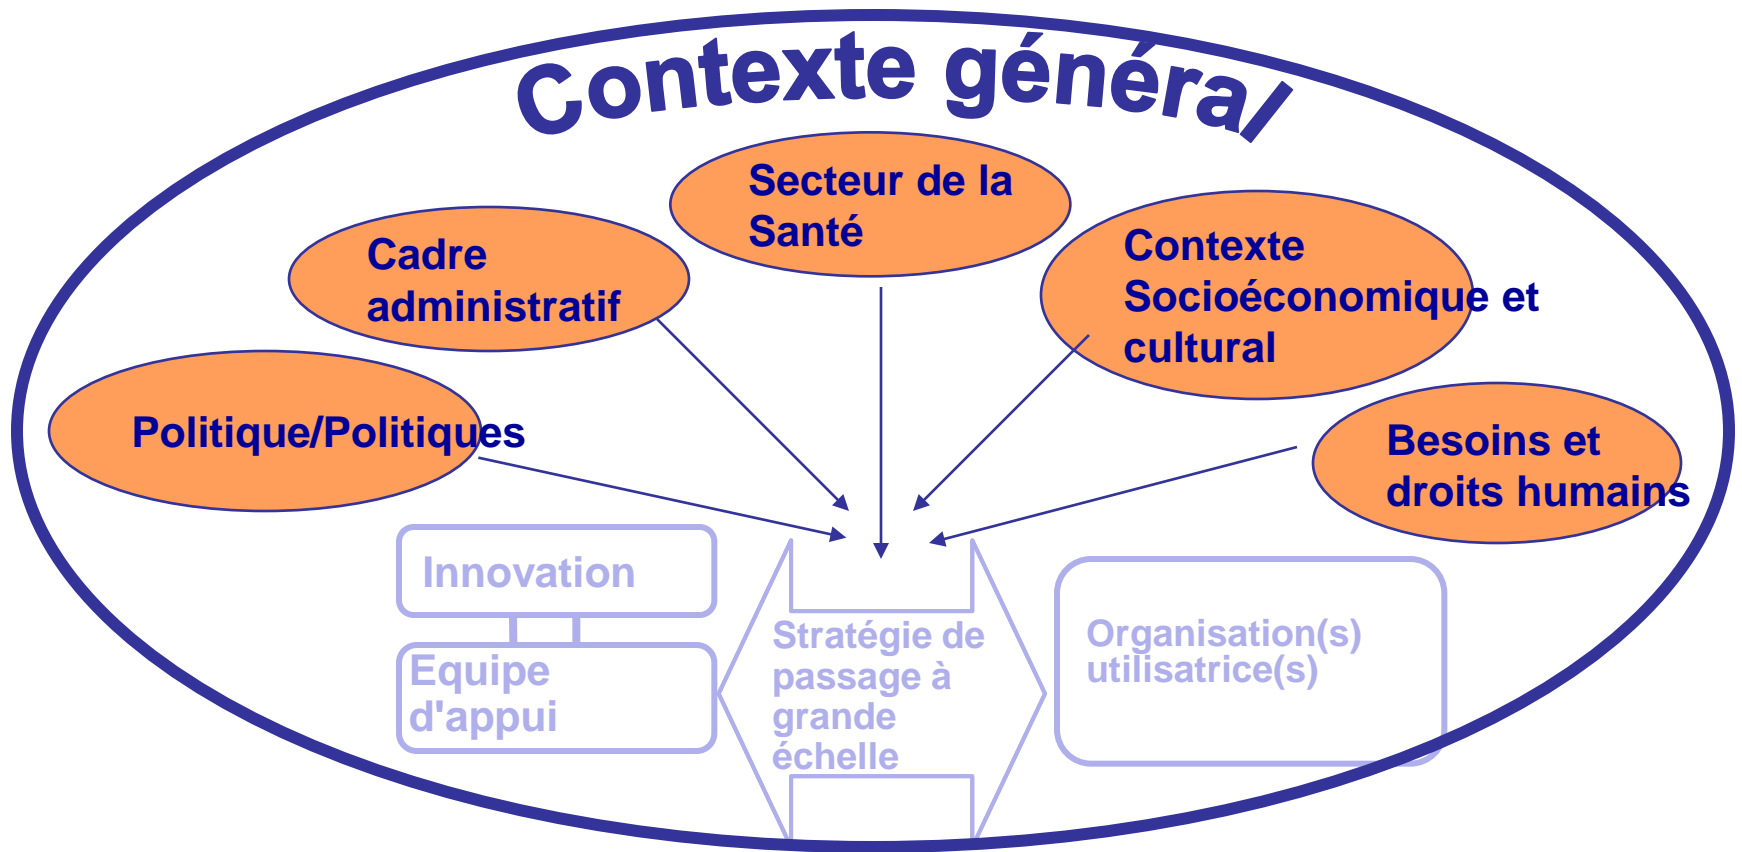 Contexte général
Secteur de la
Santé
Cadre
administratif
Contexte
Socioéconomique et
cultural
Politique/Politiques
Besoins et
droits humains
Innovation
Equipe
d'appui
Stratégie de
passage à
grande
échelle
Organisation(s)
utilisatrice(s)